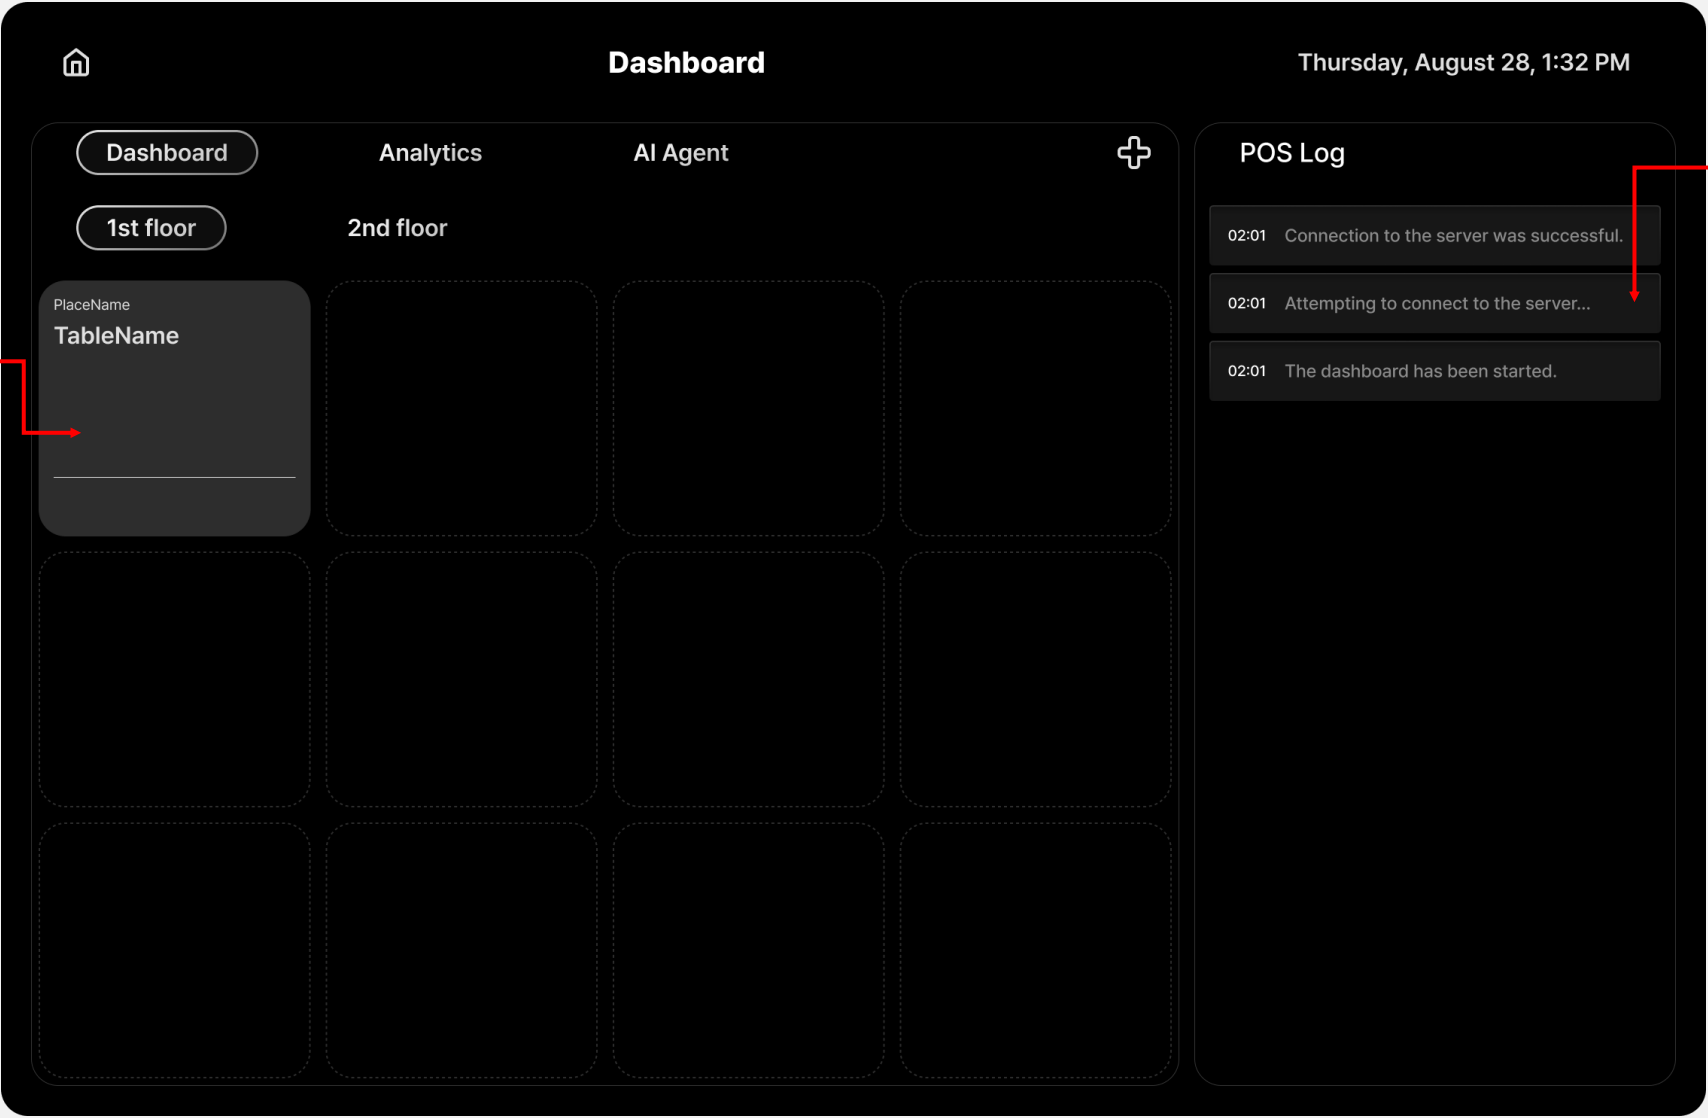 Dashboard
Thursday, August 28, 1:32 PM
Dashboard
Analytics
AI Agent
1st floor
2nd floor
PlaceName
TableName
POS Log
02:01 Connection to the server was successful.
02:01 Attempting to connect to the server...
02:01 The dashboard has been started.